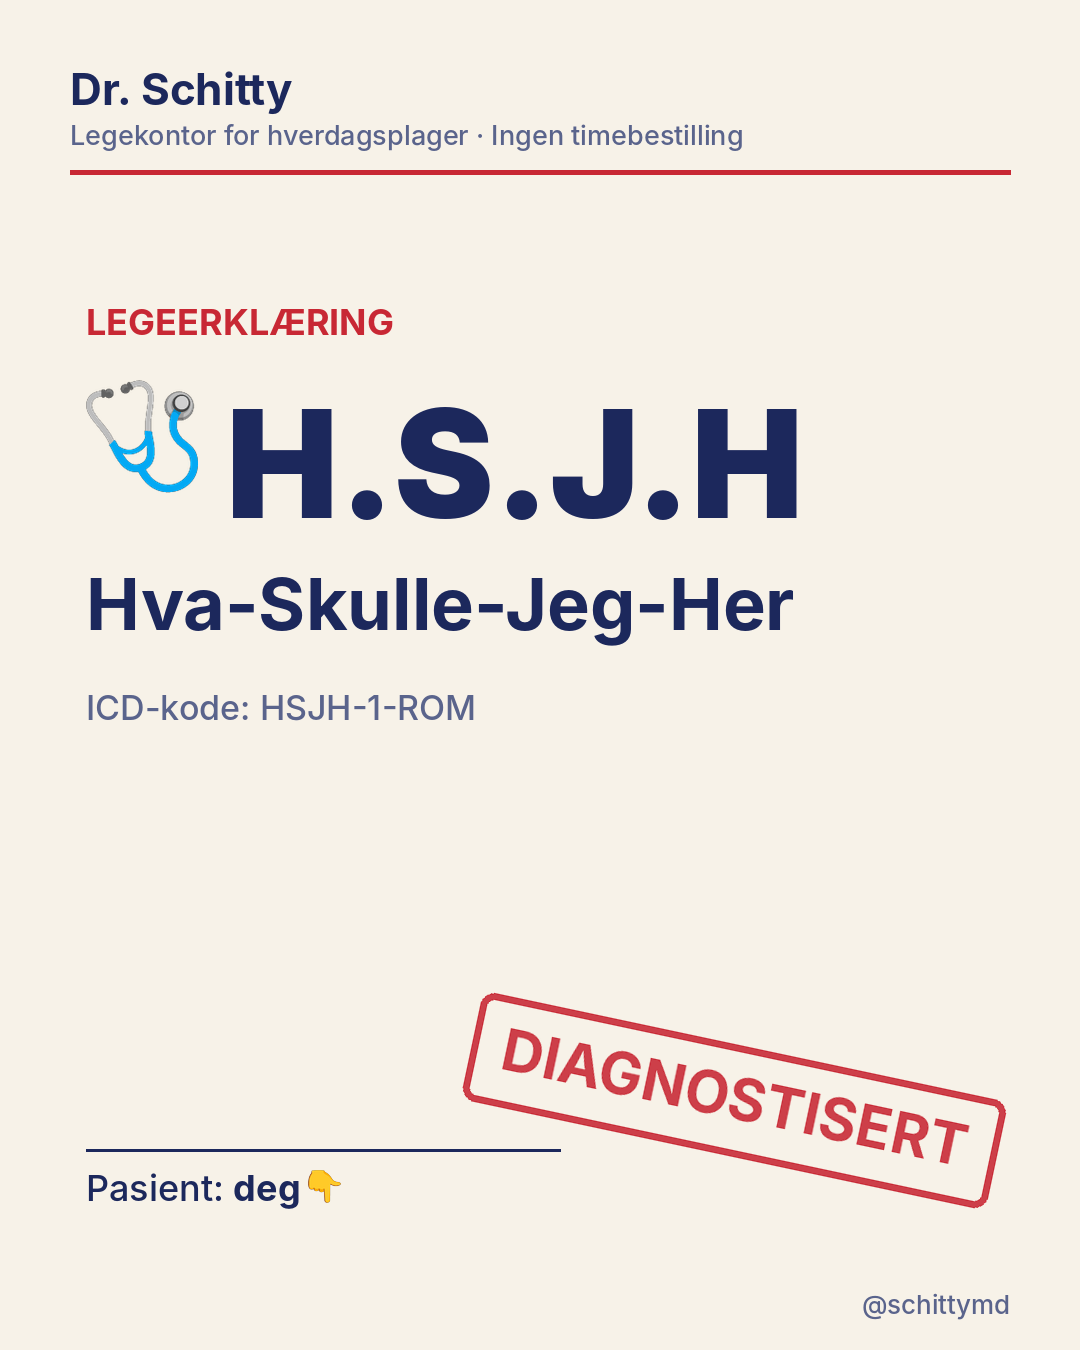 Dr. Schitty
Legekontor for hverdagsplager · Ingen timebestilling
LEGEERKLÆRING
H.S.J.H
Hva-Skulle-Jeg-Her
ICD-kode: HSJH-1-ROM
DIAGNOSTISERT
Pasient: deg👇
@schittymd